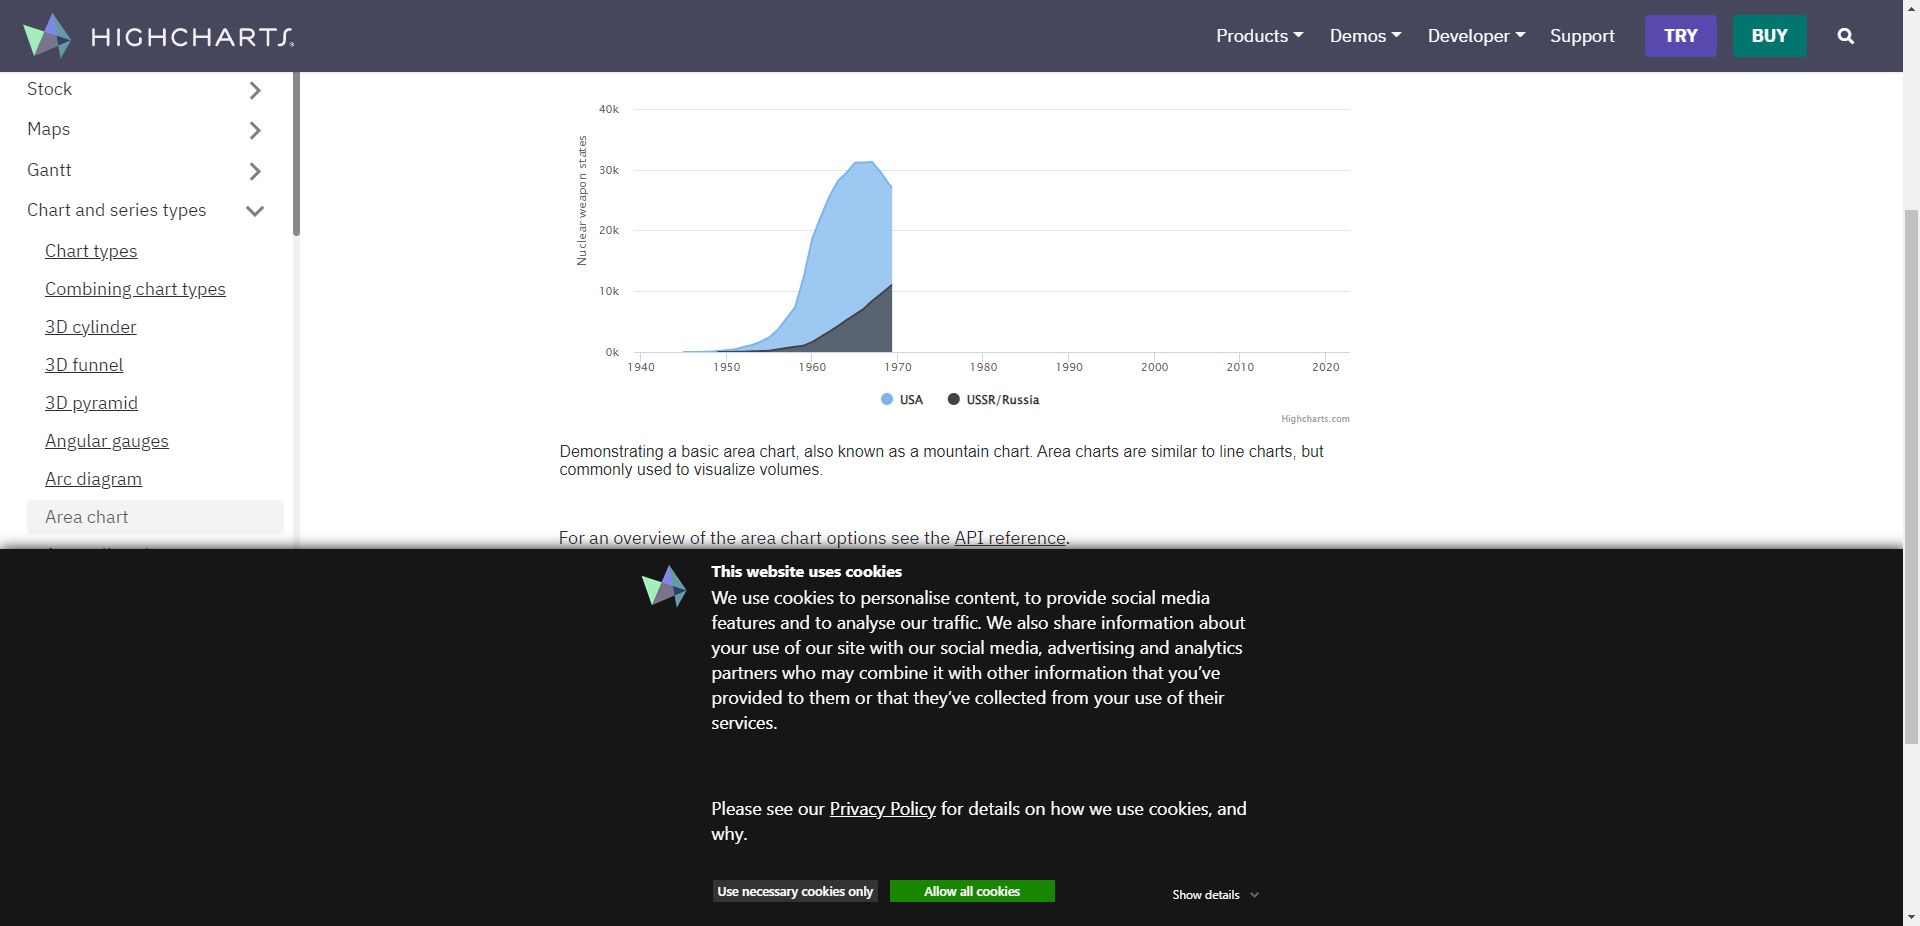 HIGHCHARTS
Products
Demos
Developer
Support
TRY
BUY
Stock
Maps
Gantt
Chart and series types
Chart types
Combining chart types
3D cylinder
3D funnel
3D pyramid
Angular gauges
Arc diagram
Area chart
Nuclear weapon states
40k
30k
20k
10k
0k
1940 1950 1960 1970 1980 1990 2000 2010 2020
USA USSR/Russia
Highcharts.com
Demonstrating a basic area chart, also known as a mountain chart. Area charts are similar to line charts, but
commonly used to visualize volumes.
For an overview of the area chart options see the API reference.
This website uses cookies
We use cookies to personalise content, to provide social media
features and to analyse our traffic. We also share information about
your use of our site with our social media, advertising and analytics
partners who may combine it with other information that you’ve
provided to them or that they’ve collected from your use of their
services.
Please see our Privacy Policy for details on how we use cookies, and
why.
Use necessary cookies only
Allow all cookies
Show details